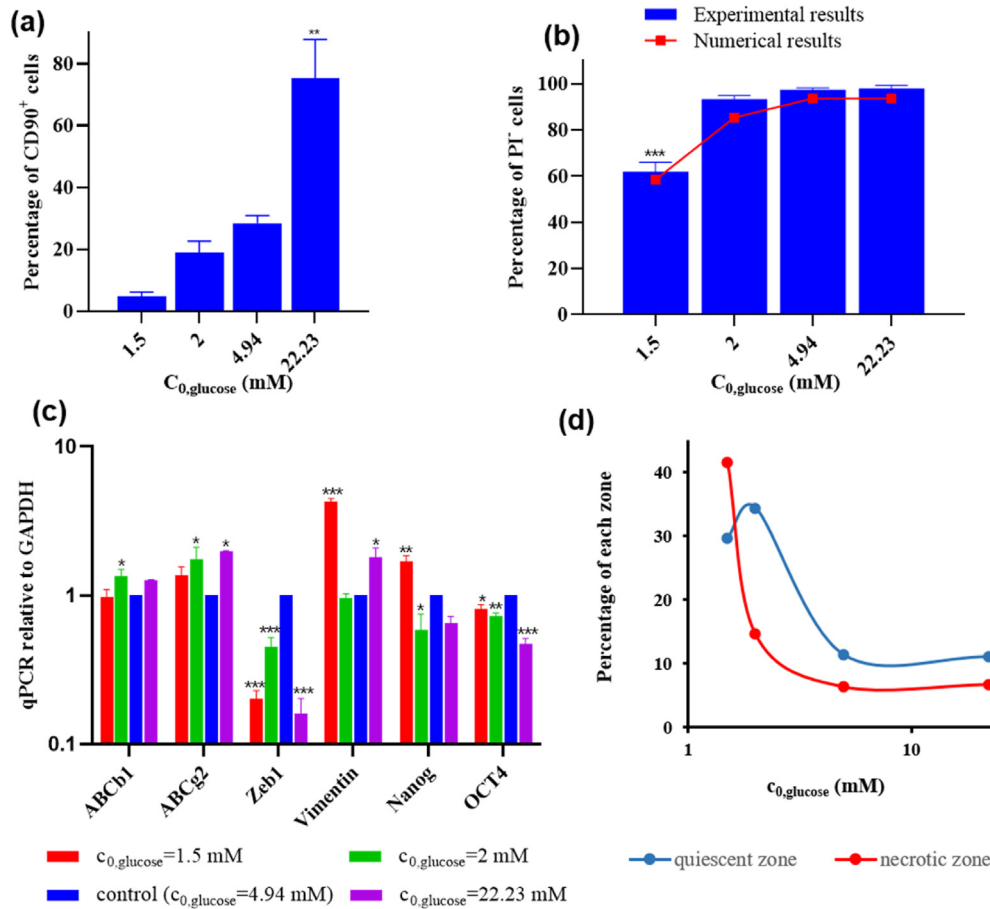 (a)
Percentage of CD90⁺ cells
80
60
40
20
0
**
1.5
2
4.94
22.23
C₀,glucose (mM)
(b)
Experimental results
Numerical results
Percentage of PI⁻ cells
100
80
60
40
20
0
***
1.5
2
4.94
22.23
C₀,glucose (mM)
(c)
qPCR relative to GAPDH
10
1
0.1
*
*
*
***
***
***
***
*
**
*
*
**
***
ABCb1
ABCg2
Zeb1
Vimentin
Nanog
OCT4
c₀,glucose=1.5 mM
c₀,glucose=2 mM
control (c₀,glucose=4.94 mM)
c₀,glucose=22.23 mM
(d)
Percentage of each zone
40
30
20
10
0
1
10
c₀,glucose (mM)
quiescent zone
necrotic zone